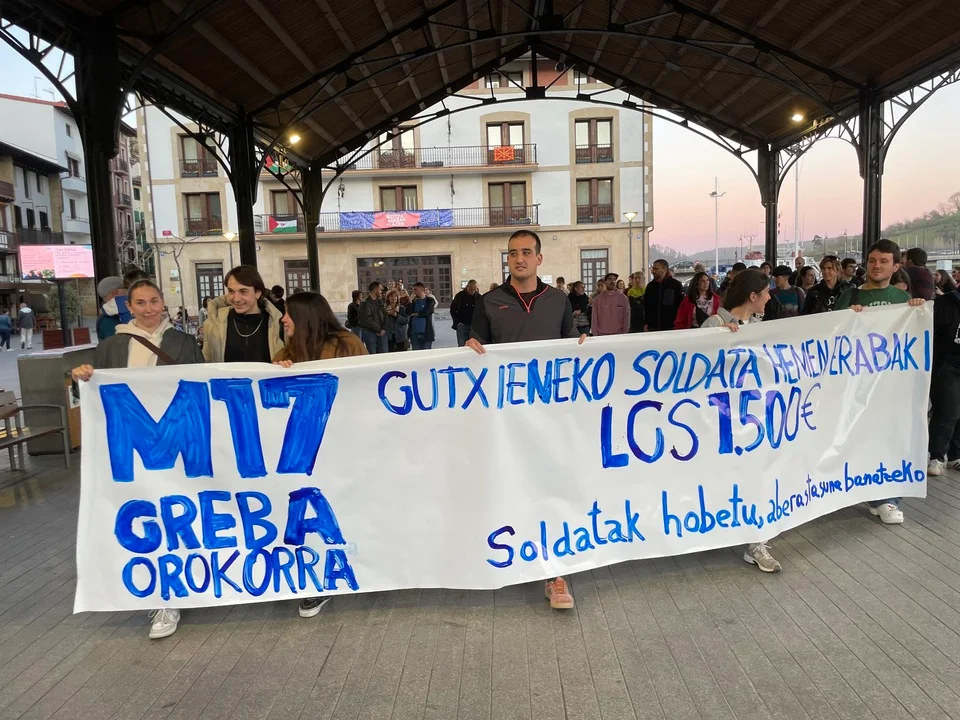 M17
GREBA
OROKORRA
GUTXIENEKO SOLDATA HEMEN ERABAKI
LGS 1.500€
Soldatak hobetu, aberastasuna banatzeko